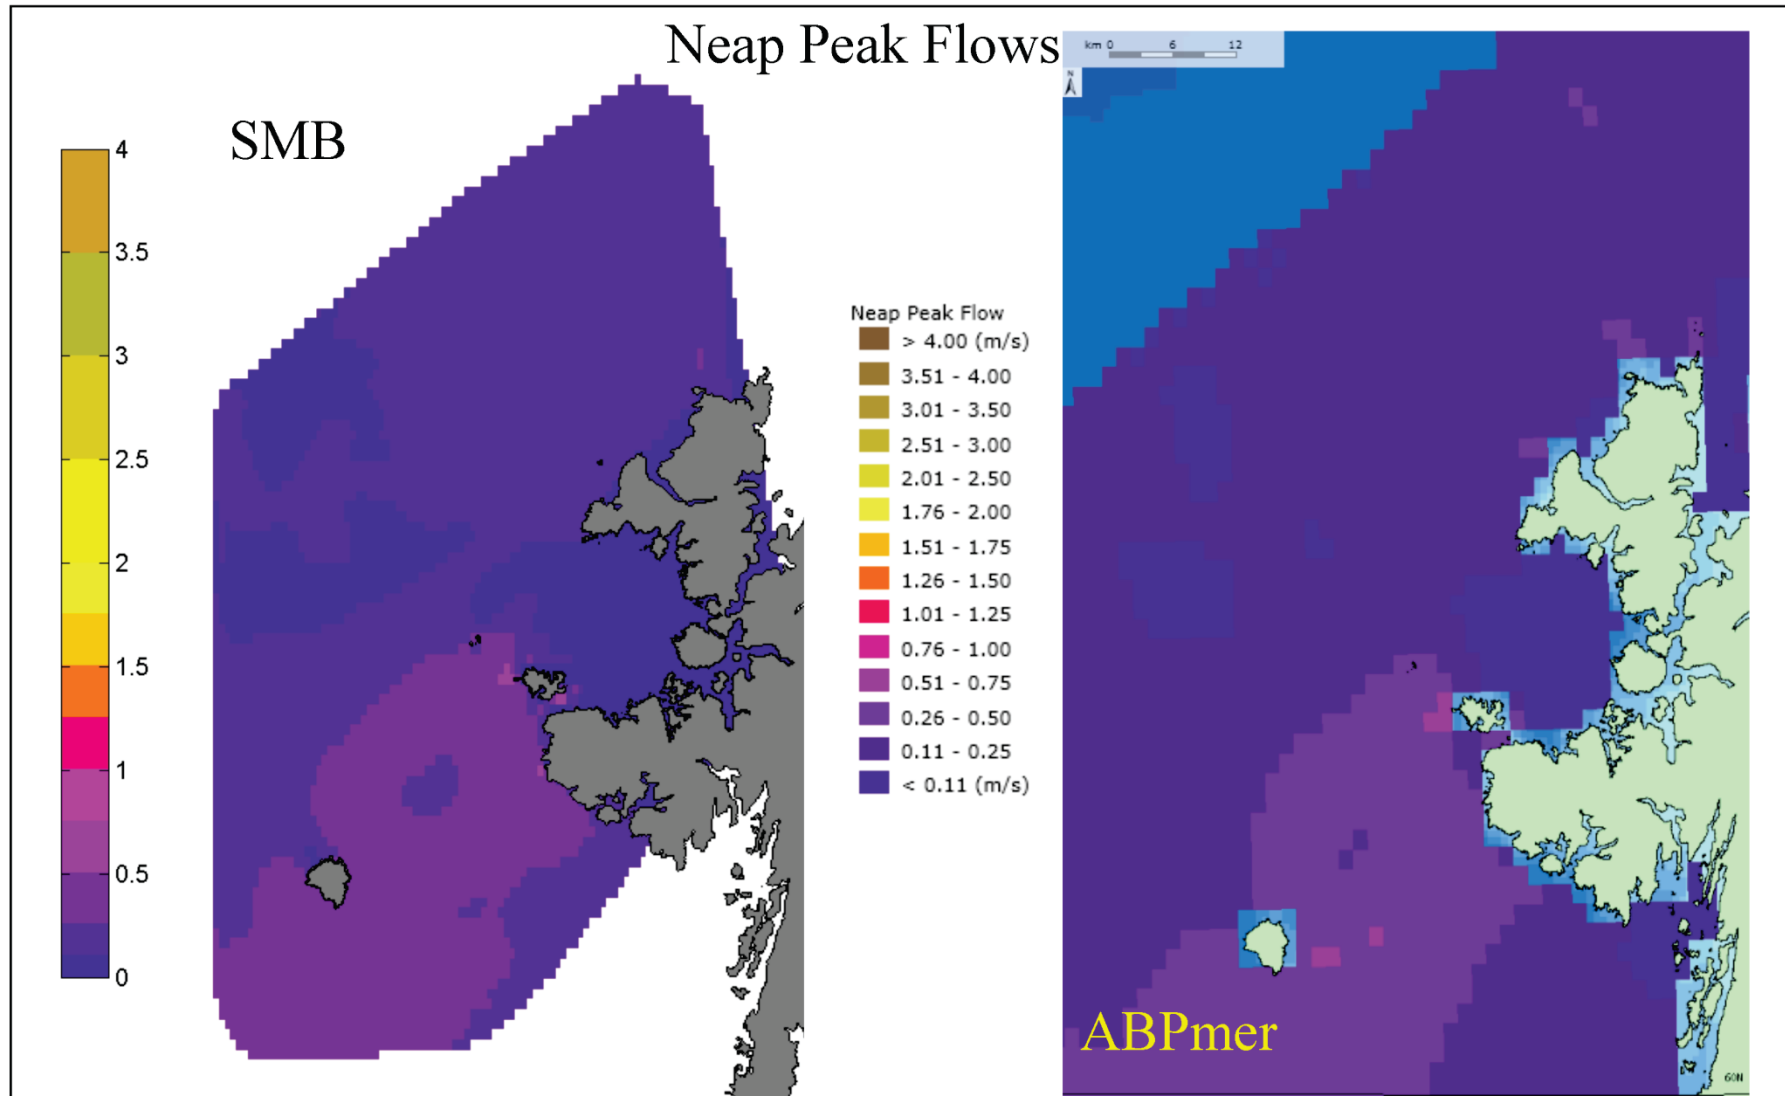 Neap Peak Flows
SMB
4
3.5
3
2.5
2
1.5
1
0.5
0
Neap Peak Flow
> 4.00 (m/s)
3.51 - 4.00
3.01 - 3.50
2.51 - 3.00
2.01 - 2.50
1.76 - 2.00
1.51 - 1.75
1.26 - 1.50
1.01 - 1.25
0.76 - 1.00
0.51 - 0.75
0.26 - 0.50
0.11 - 0.25
< 0.11 (m/s)
km 0 6 12
N
ABPmer
60N